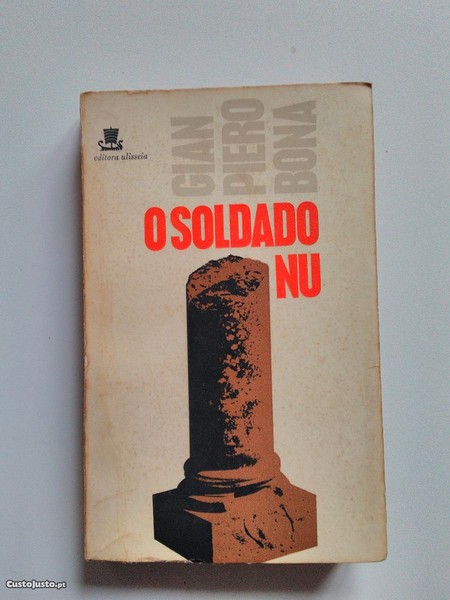 editora ulisseia
GIAN
PIERO
BONA
O SOLDADO
NU
CustoJusto.pt